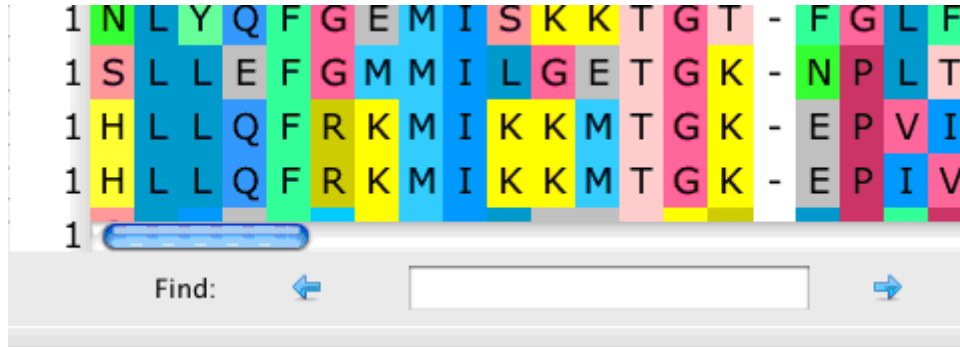 1 N L Y Q F G E M I S K K T G T - F G L F
1 S L L E F G M M I L G E T G K - N P L T
1 H L L Q F R K M I K K M T G K - E P V I
1 H L L Q F R K M I K K M T G K - E P I V
1
Find: